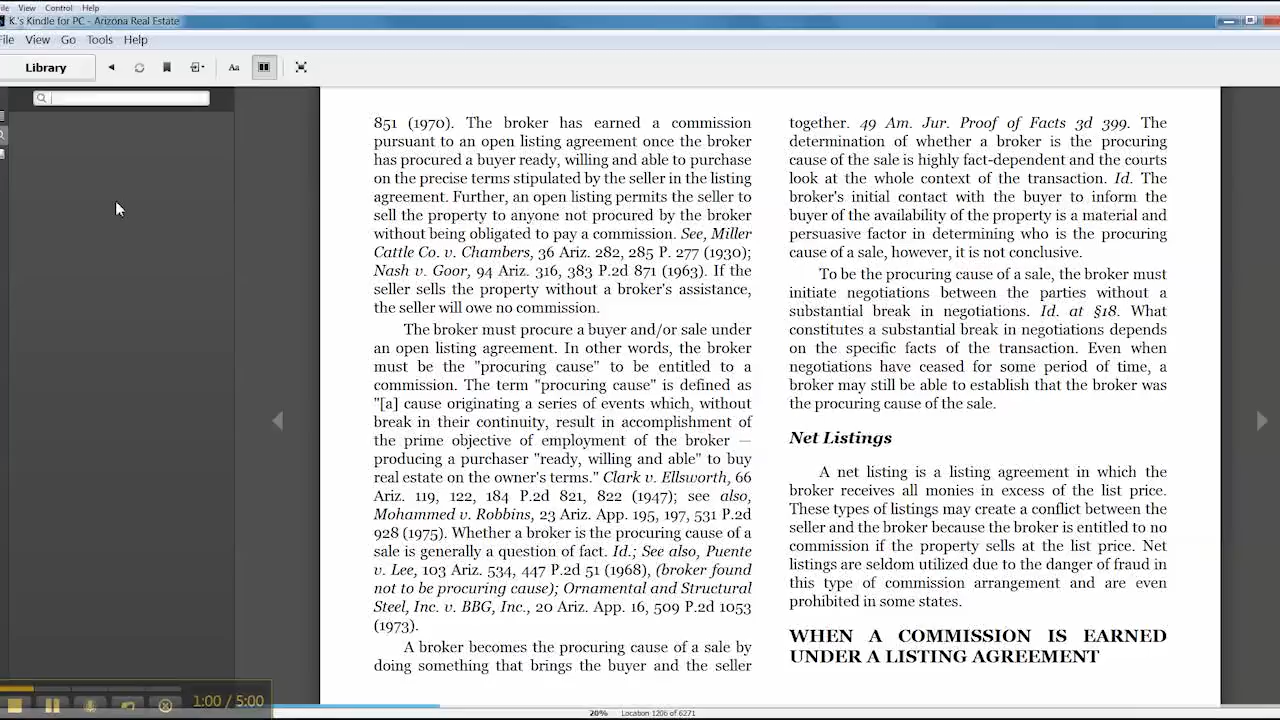 File View Control Help
K.'s Kindle for PC - Arizona Real Estate
File View Go Tools Help
Library
Aa
851 (1970). The broker has earned a commission
pursuant to an open listing agreement once the broker
has procured a buyer ready, willing and able to purchase
on the precise terms stipulated by the seller in the listing
agreement. Further, an open listing permits the seller to
sell the property to anyone not procured by the broker
without being obligated to pay a commission. See, Miller
Cattle Co. v. Chambers, 36 Ariz. 282, 285 P. 277 (1930);
Nash v. Goor, 94 Ariz. 316, 383 P.2d 871 (1963). If the
seller sells the property without a broker's assistance,
the seller will owe no commission.
The broker must procure a buyer and/or sale under
an open listing agreement. In other words, the broker
must be the "procuring cause" to be entitled to a
commission. The term "procuring cause" is defined as
"[a] cause originating a series of events which, without
break in their continuity, result in accomplishment of
the prime objective of employment of the broker —
producing a purchaser "ready, willing and able" to buy
real estate on the owner's terms." Clark v. Ellsworth, 66
Ariz. 119, 122, 184 P.2d 821, 822 (1947); see also,
Mohammed v. Robbins, 23 Ariz. App. 195, 197, 531 P.2d
928 (1975). Whether a broker is the procuring cause of a
sale is generally a question of fact. Id.; See also, Puente
v. Lee, 103 Ariz. 534, 447 P.2d 51 (1968), (broker found
not to be procuring cause); Ornamental and Structural
Steel, Inc. v. BBG, Inc., 20 Ariz. App. 16, 509 P.2d 1053
(1973).
A broker becomes the procuring cause of a sale by
doing something that brings the buyer and the seller
together. 49 Am. Jur. Proof of Facts 3d 399. The
determination of whether a broker is the procuring
cause of the sale is highly fact-dependent and the courts
look at the whole context of the transaction. Id. The
broker's initial contact with the buyer to inform the
buyer of the availability of the property is a material and
persuasive factor in determining who is the procuring
cause of a sale, however, it is not conclusive.
To be the procuring cause of a sale, the broker must
initiate negotiations between the parties without a
substantial break in negotiations. Id. at §18. What
constitutes a substantial break in negotiations depends
on the specific facts of the transaction. Even when
negotiations have ceased for some period of time, a
broker may still be able to establish that the broker was
the procuring cause of the sale.
Net Listings
A net listing is a listing agreement in which the
broker receives all monies in excess of the list price.
These types of listings may create a conflict between the
seller and the broker because the broker is entitled to no
commission if the property sells at the list price. Net
listings are seldom utilized due to the danger of fraud in
this type of commission arrangement and are even
prohibited in some states.
WHEN A COMMISSION IS EARNED
UNDER A LISTING AGREEMENT
1:00 / 5:00
20% Location 1206 of 6271